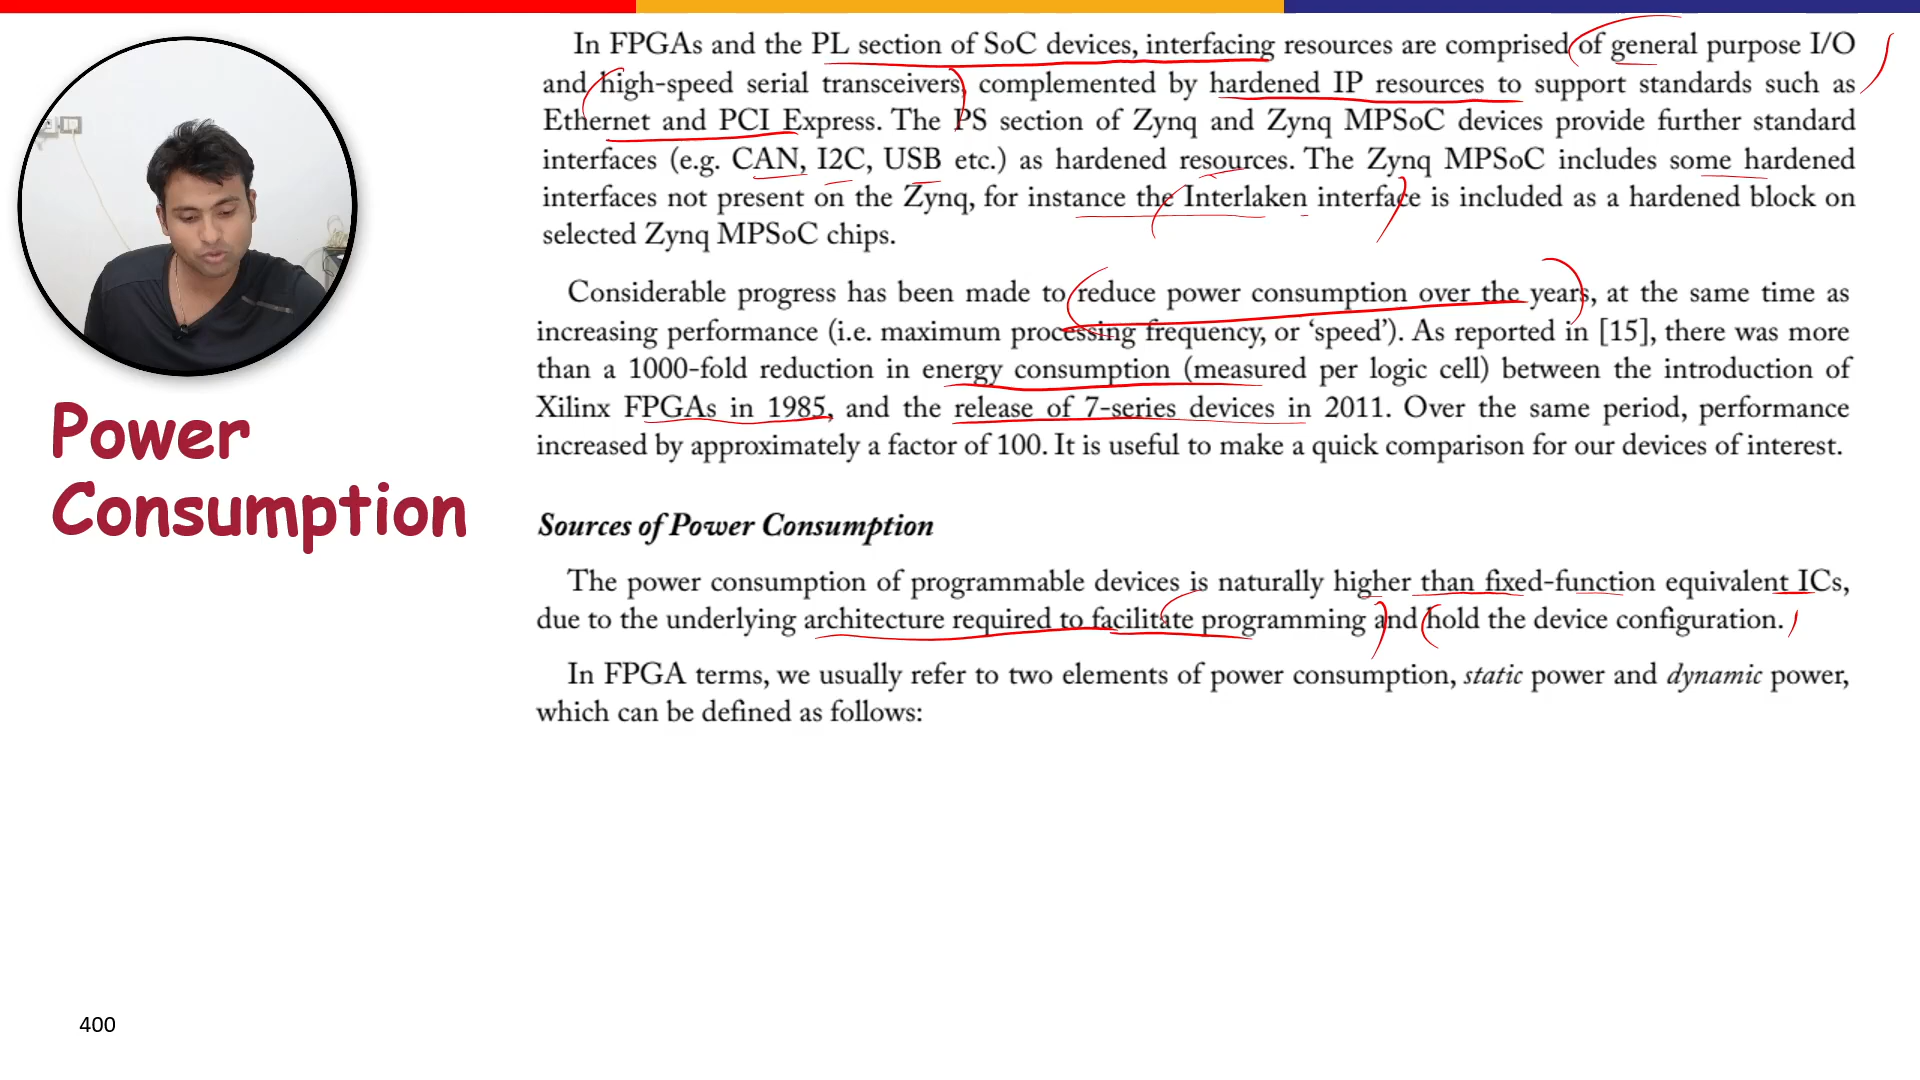 In FPGAs and the PL section of SoC devices, interfacing resources are comprised of general purpose I/O
and high-speed serial transceivers, complemented by hardened IP resources to support standards such as
Ethernet and PCI Express. The PS section of Zynq and Zynq MPSoC devices provide further standard
interfaces (e.g. CAN, I2C, USB etc.) as hardened resources. The Zynq MPSoC includes some hardened
interfaces not present on the Zynq, for instance the Interlaken interface is included as a hardened block on
selected Zynq MPSoC chips.
Considerable progress has been made to reduce power consumption over the years, at the same time as
increasing performance (i.e. maximum processing frequency, or ‘speed’). As reported in [15], there was more
than a 1000-fold reduction in energy consumption (measured per logic cell) between the introduction of
Xilinx FPGAs in 1985, and the release of 7-series devices in 2011. Over the same period, performance
increased by approximately a factor of 100. It is useful to make a quick comparison for our devices of interest.
Power
Consumption
Sources of Power Consumption
The power consumption of programmable devices is naturally higher than fixed-function equivalent ICs,
due to the underlying architecture required to facilitate programming and hold the device configuration.
In FPGA terms, we usually refer to two elements of power consumption, static power and dynamic power,
which can be defined as follows:
400